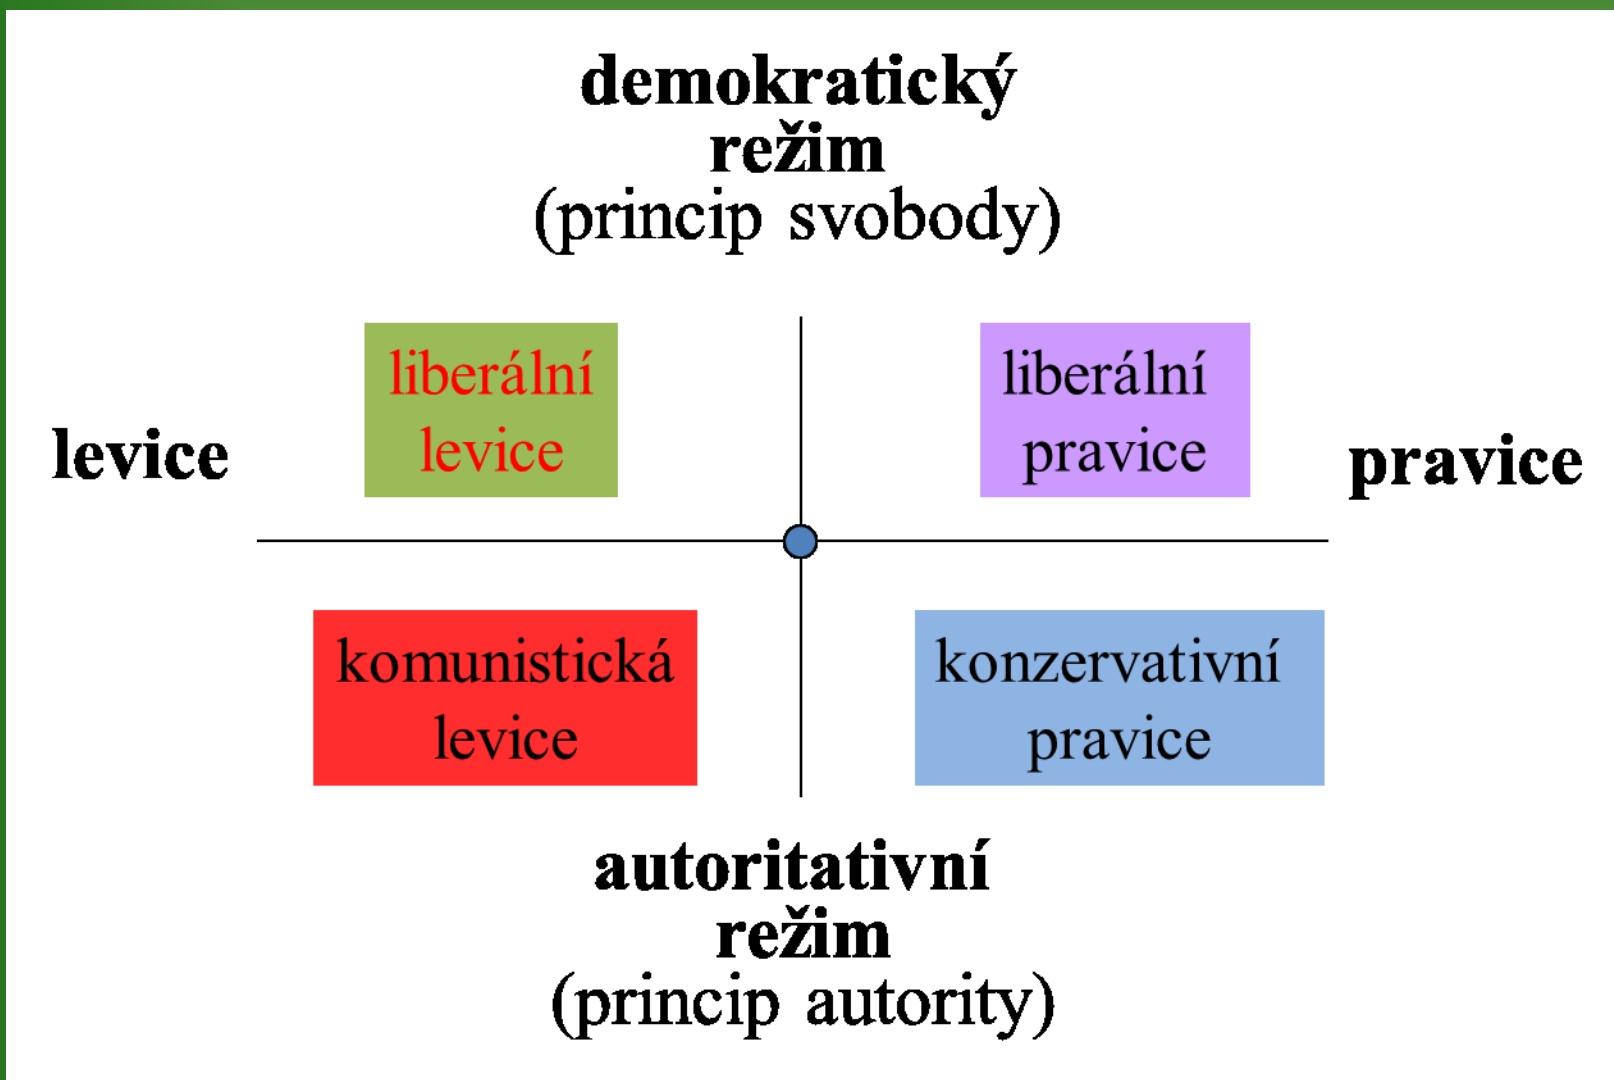 demokratický
režim
(princip svobody)
liberální
levice
liberální
pravice
levice
pravice
komunistická
levice
konzervativní
pravice
autoritativní
režim
(princip autority)